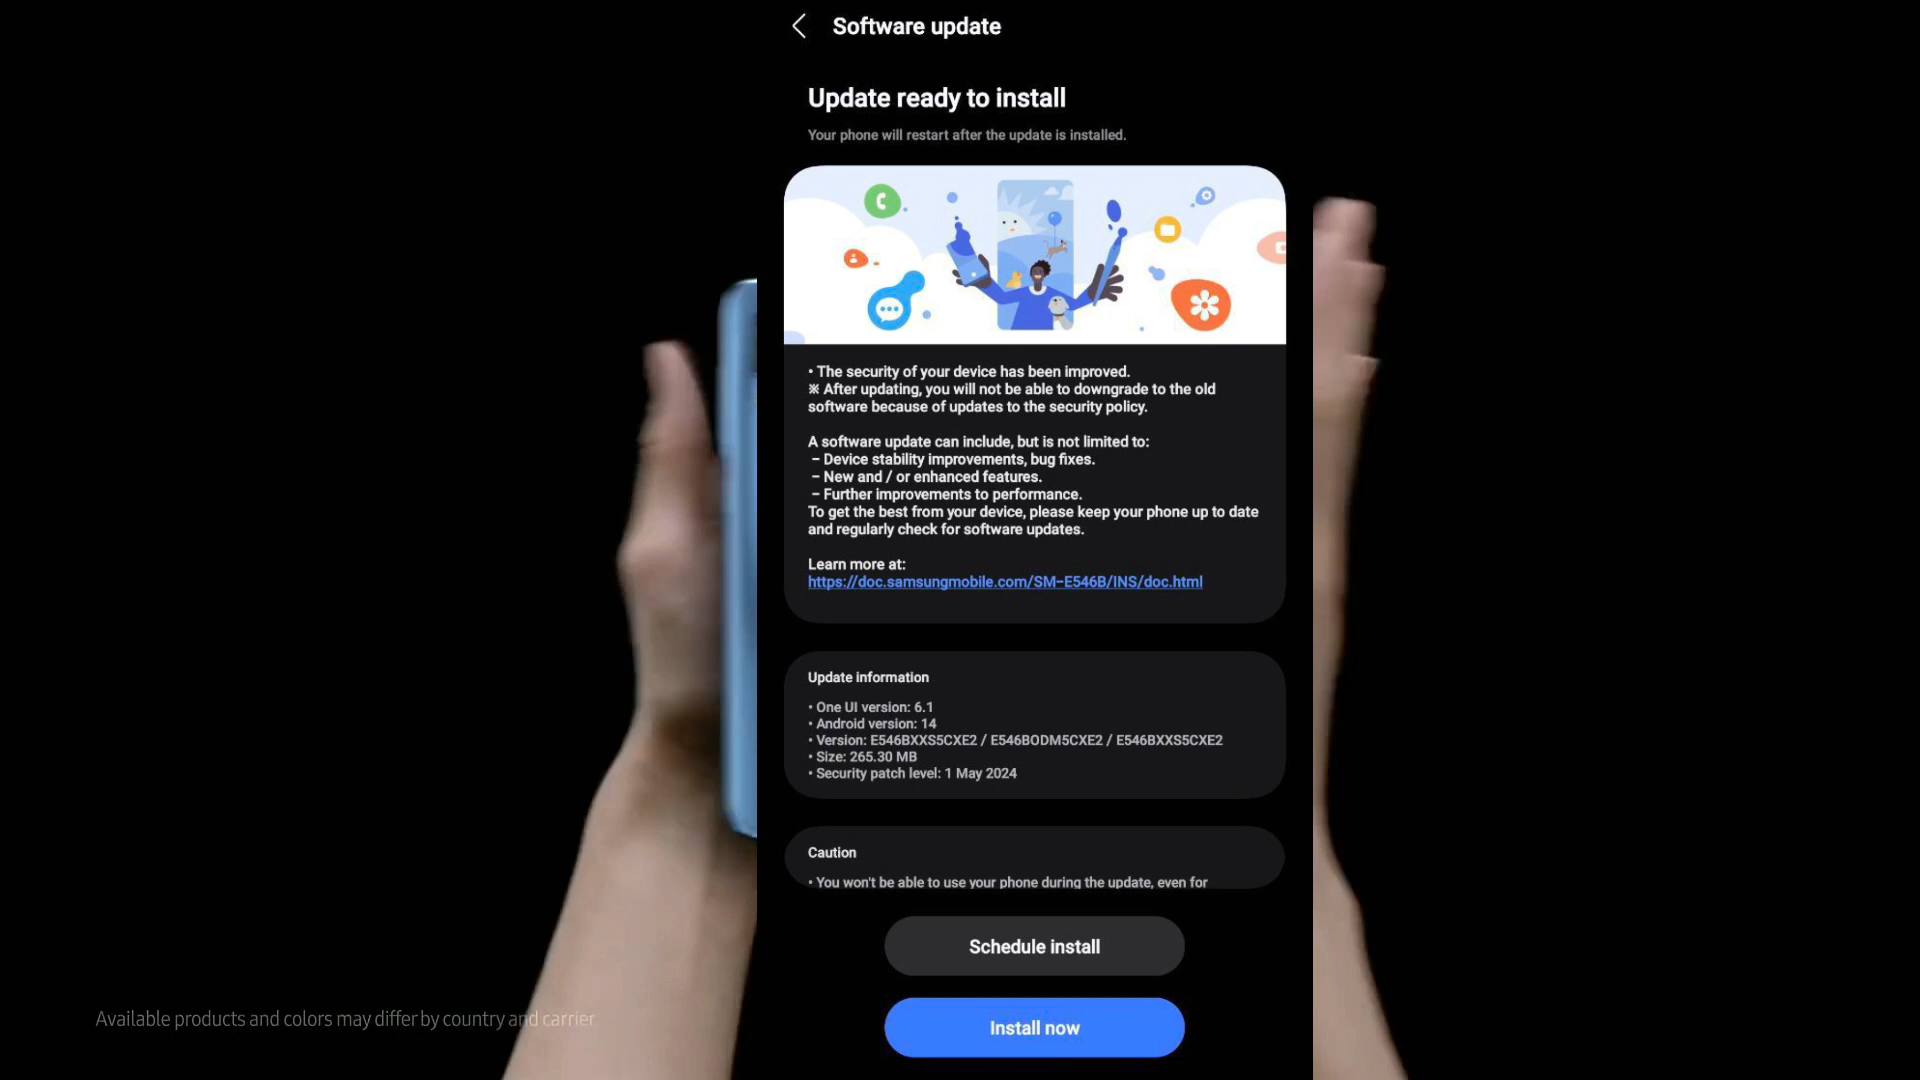 Software update
Update ready to install
Your phone will restart after the update is installed.
• The security of your device has been improved.
※ After updating, you will not be able to downgrade to the old
software because of updates to the security policy.
A software update can include, but is not limited to:
– Device stability improvements, bug fixes.
– New and / or enhanced features.
– Further improvements to performance.
To get the best from your device, please keep your phone up to date
and regularly check for software updates.
Learn more at:
https://doc.samsungmobile.com/SM-E546B/INS/doc.html
Update information
• One UI version: 6.1
• Android version: 14
• Version: E546BXXS5CXE2 / E546BODM5CXE2 / E546BXXS5CXE2
• Size: 265.30 MB
• Security patch level: 1 May 2024
Caution
• You won't be able to use your phone during the update, even for
Schedule install
Install now
Available products and colors may differ by country and carrier